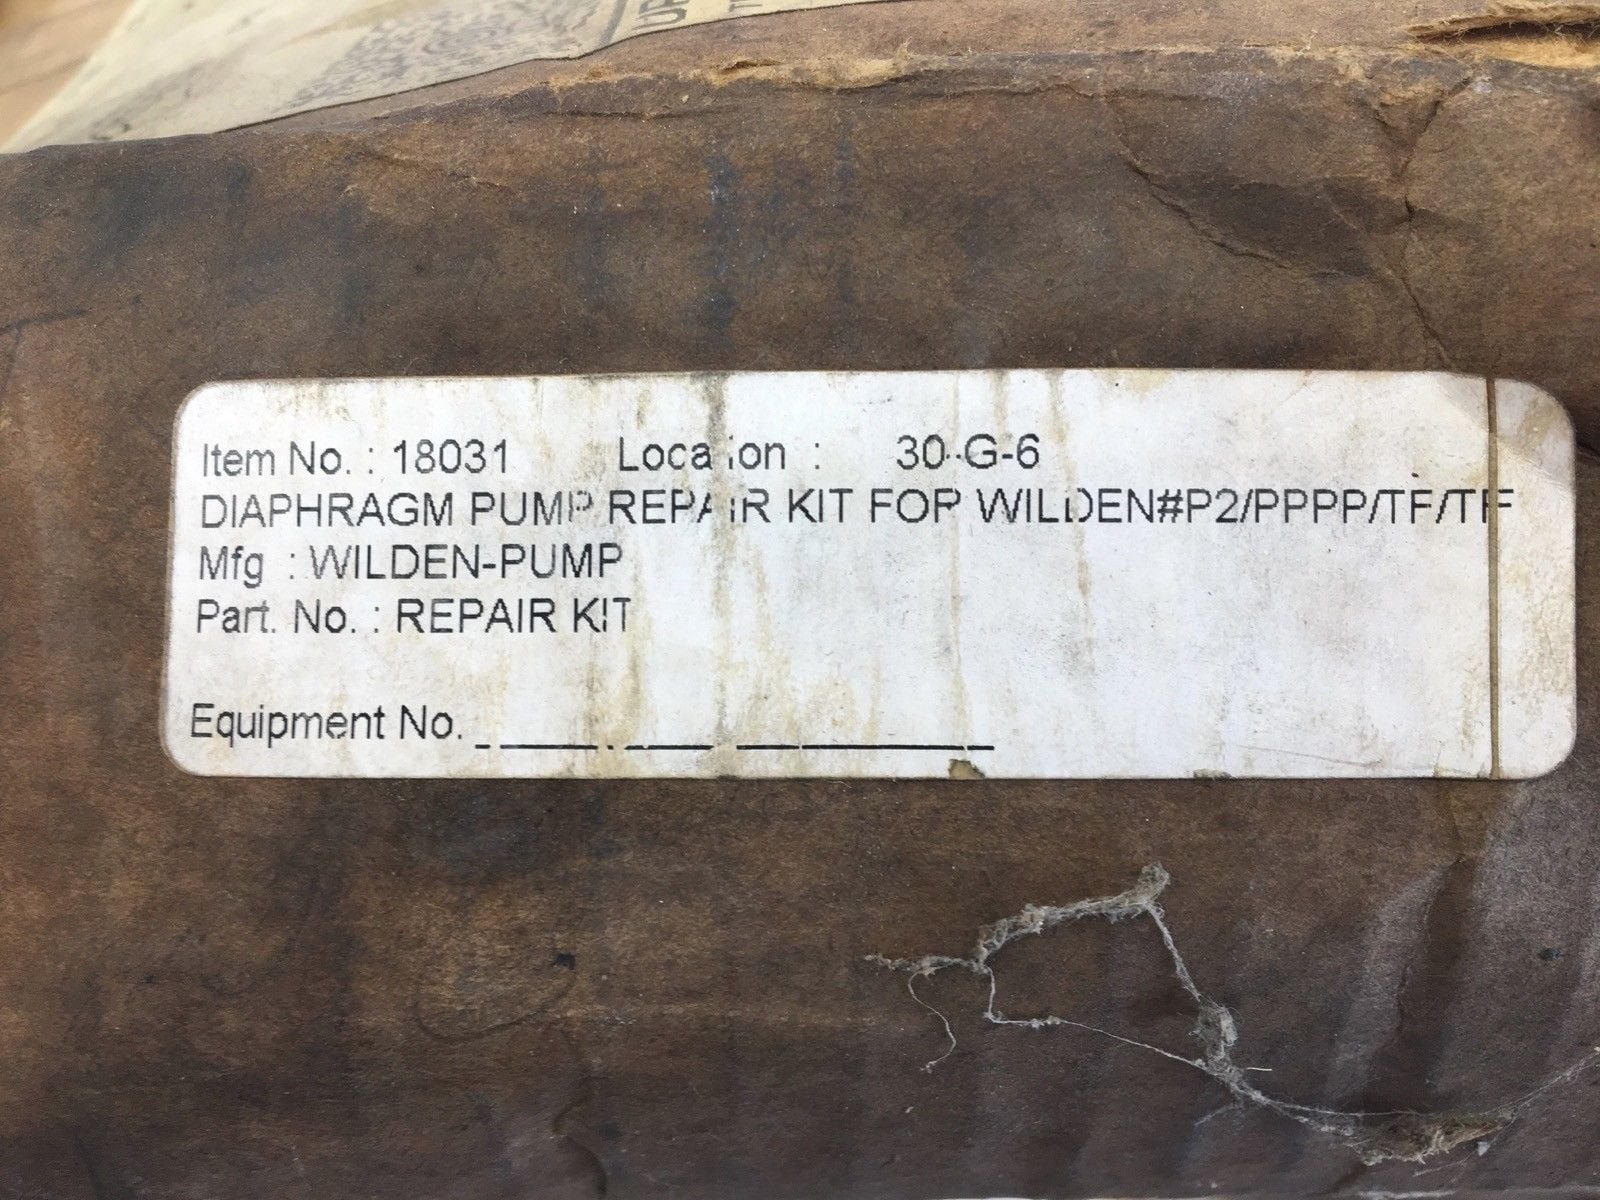 Item No. : 18031 Location : 30-G-6
DIAPHRAGM PUMP REPAIR KIT FOR WILDEN#P2/PPPP/TF/TF
Mfg : WILDEN-PUMP
Part. No. : REPAIR KIT
Equipment No. ____________________